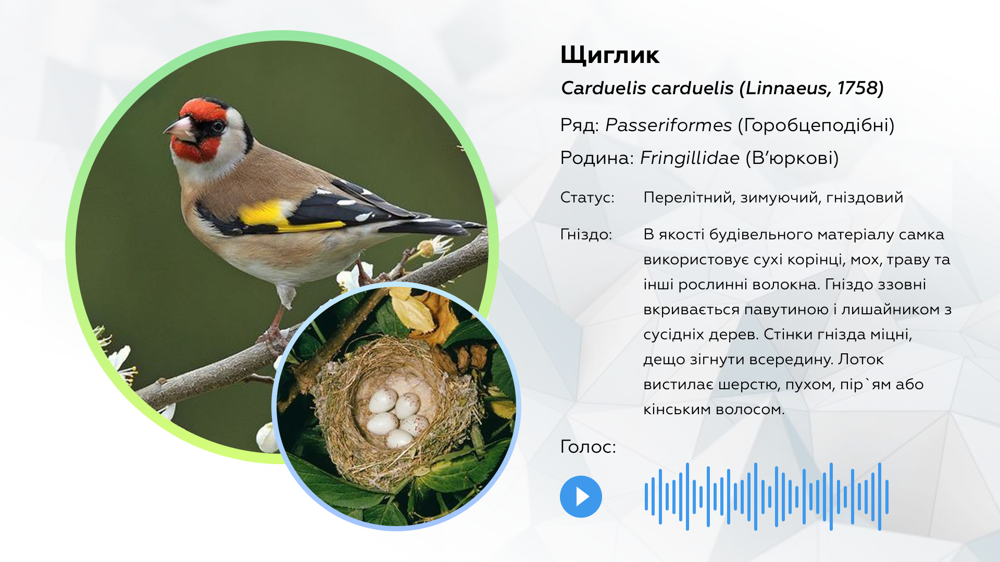 Щиглик
Carduelis carduelis (Linnaeus, 1758)
Ряд: Passeriformes (Горобцеподібні)
Родина: Fringillidae (В’юркові)
Статус: Перелітний, зимуючий, гніздовий
Гніздо: В якості будівельного матеріалу самка
використовує сухі корінці, мох, траву та
інші рослинні волокна. Гніздо ззовні
вкривається павутиною і лишайником з
сусідніх дерев. Стінки гнізда міцні,
дещо зігнути всередину. Лоток
вистилає шерстю, пухом, пір`ям або
кінським волосом.
Голос: